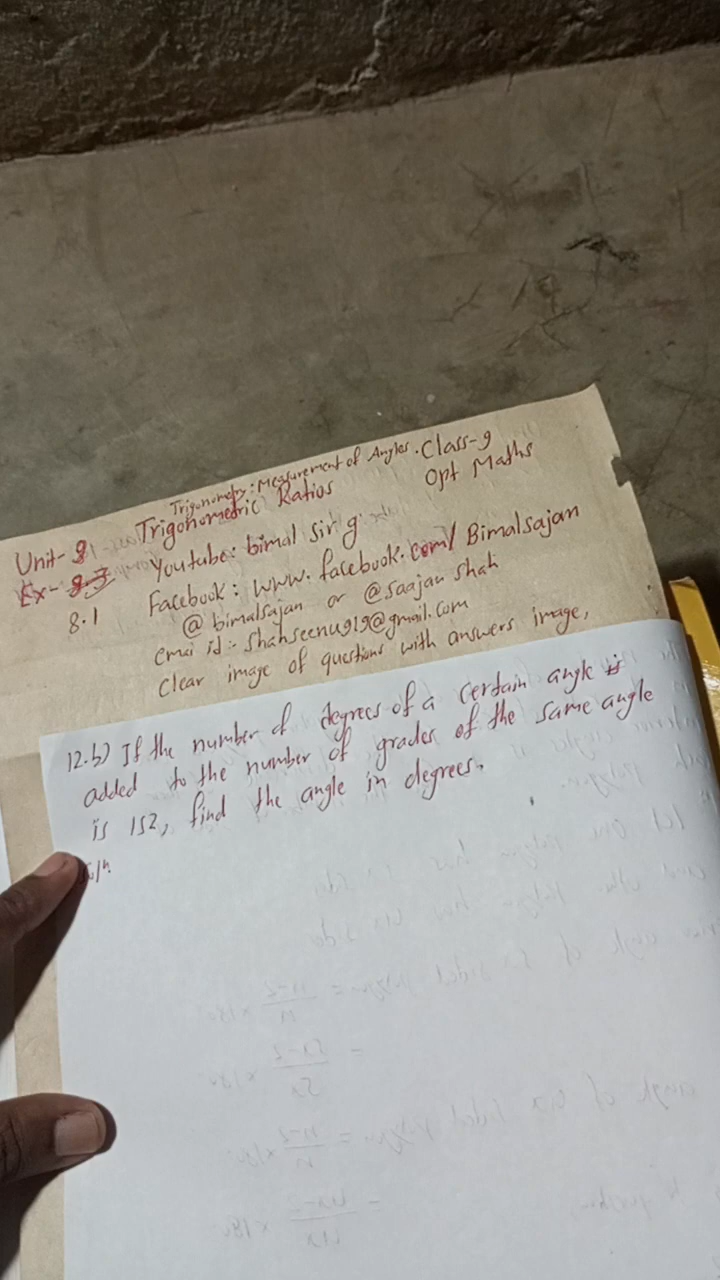 Trigonometry: Measurement of Angles. Class-9
Unit-8 Trigonometric Ratios Opt Maths
Ex-
8.1 Youtube: bimal sir g
Facebook: www.facebook.com/Bimalsajan
@bimalsajan or @saajan shah
emai id:- shahseenu919@gmail.com
clear image of questions with answers image,
12.b) If the number of degrees of a certain angle is
added to the number of grades of the same angle
is 152, find the angle in degrees.
Sol^n.